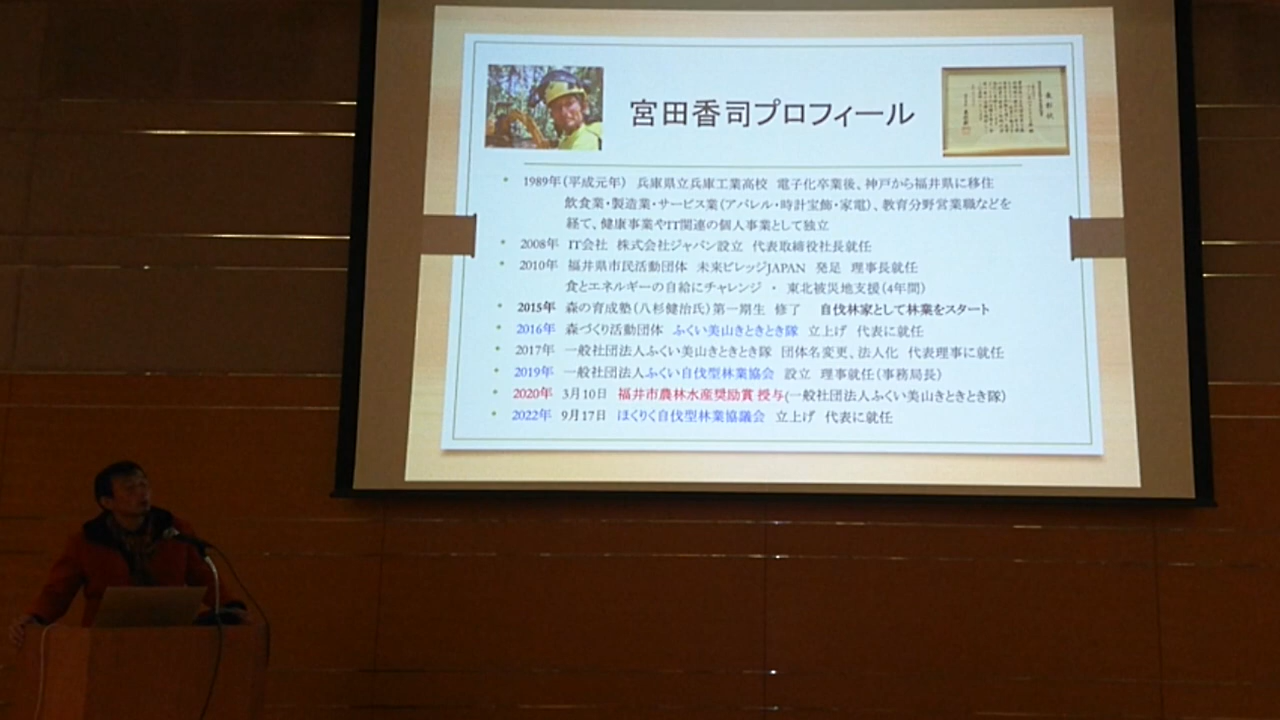 宮田香司プロフィール
表彰状
• 1989年（平成元年） 兵庫県立兵庫工業高校 電子化卒業後、神戸から福井県に移住
飲食業・製造業・サービス業（アパレル・時計宝飾・家電）、教育分野営業職などを
経て、健康事業やIT関連の個人事業として独立
• 2008年 IT会社 株式会社ジャパン設立 代表取締役社長就任
• 2010年 福井県市民活動団体 未来ビレッジJAPAN 発足 理事長就任
食とエネルギーの自給にチャレンジ ・ 東北被災地支援（4年間）
• 2015年 森の育成塾（八杉健治氏）第一期生 修了 自伐林家として林業をスタート
• 2016年 森づくり活動団体 ふくい美山きときとき隊 立上げ 代表に就任
• 2017年 一般社団法人ふくい美山きときとき隊 団体名変更、法人化 代表理事に就任
• 2019年 一般社団法人ふくい自伐型林業協会 設立 理事就任（事務局長）
• 2020年 3月10日 福井市農林水産奨励賞 授与(一般社団法人ふくい美山きときとき隊）
• 2022年 9月17日 ほくりく自伐型林業協議会 立上げ 代表に就任